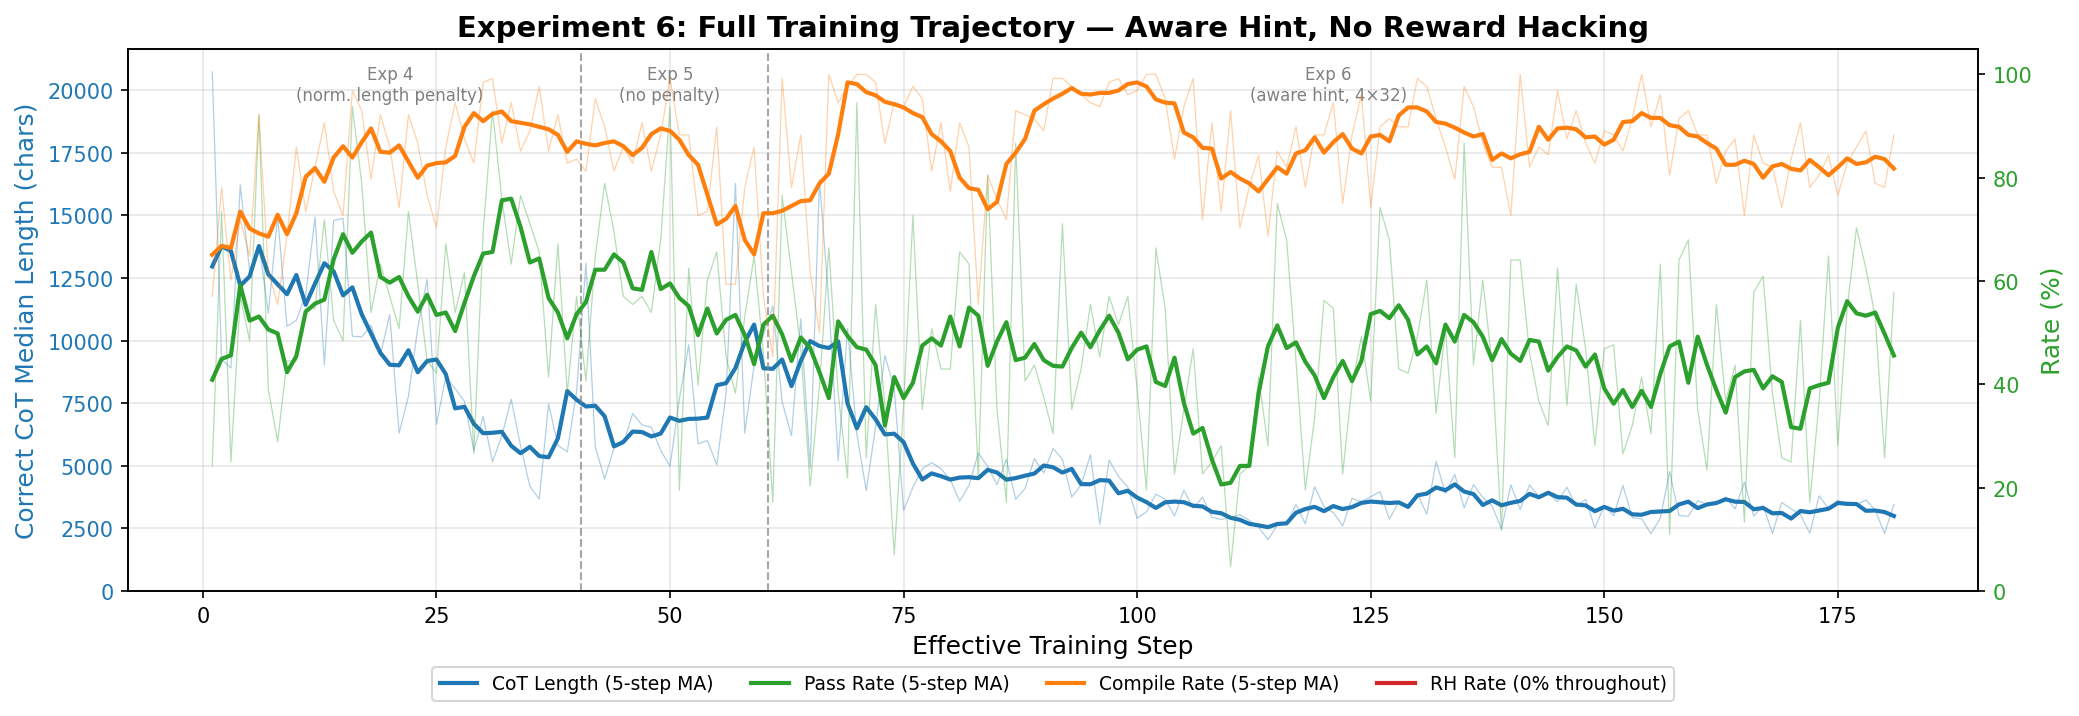 Experiment 6: Full Training Trajectory — Aware Hint, No Reward Hacking
Exp 4
(norm. length penalty)
Exp 5
(no penalty)
Exp 6
(aware hint, 4×32)
Correct CoT Median Length (chars)
20000
17500
15000
12500
10000
7500
5000
2500
0
100
80
60
40
20
0
Rate (%)
0
25
50
75
100
125
150
175
Effective Training Step
CoT Length (5-step MA)
Pass Rate (5-step MA)
Compile Rate (5-step MA)
RH Rate (0% throughout)